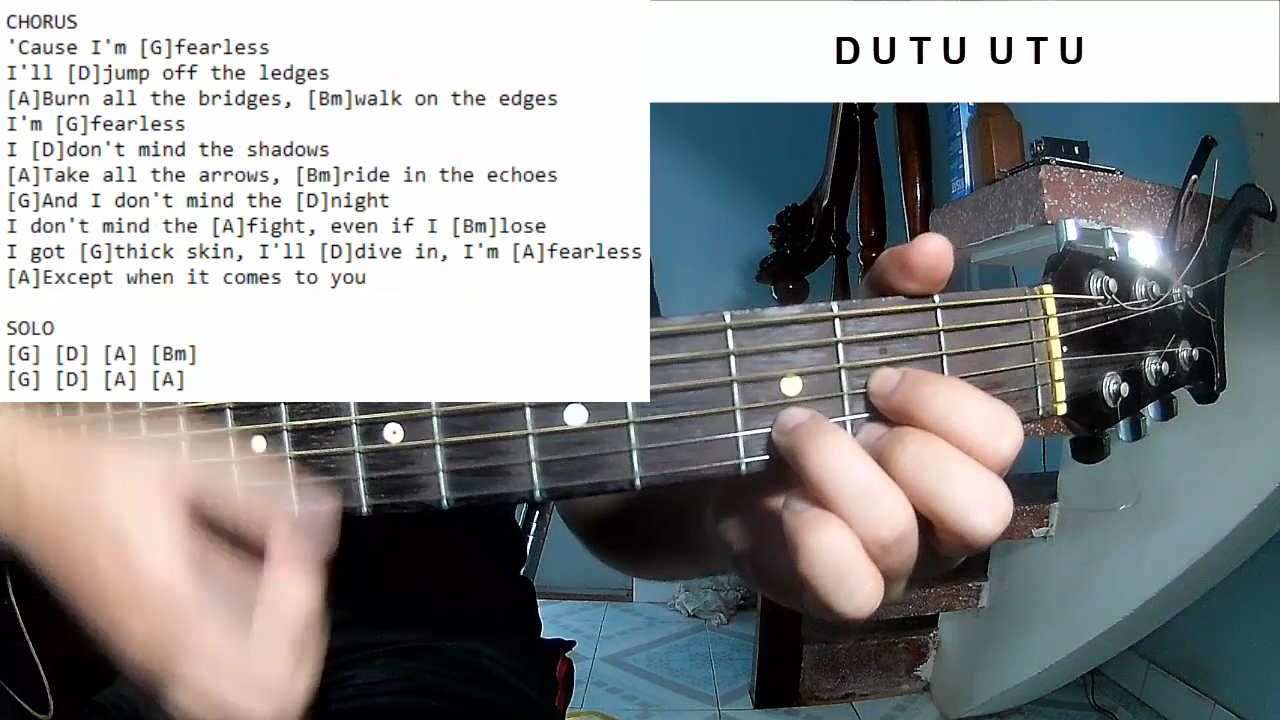 CHORUS
'Cause I'm [G]fearless
I'll [D]jump off the ledges
[A]Burn all the bridges, [Bm]walk on the edges
I'm [G]fearless
I [D]don't mind the shadows
[A]Take all the arrows, [Bm]ride in the echoes
[G]And I don't mind the [D]night
I don't mind the [A]fight, even if I [Bm]lose
I got [G]thick skin, I'll [D]dive in, I'm [A]fearless
[A]Except when it comes to you
SOLO
[G] [D] [A] [Bm]
[G] [D] [A] [A]
D U T U U T U